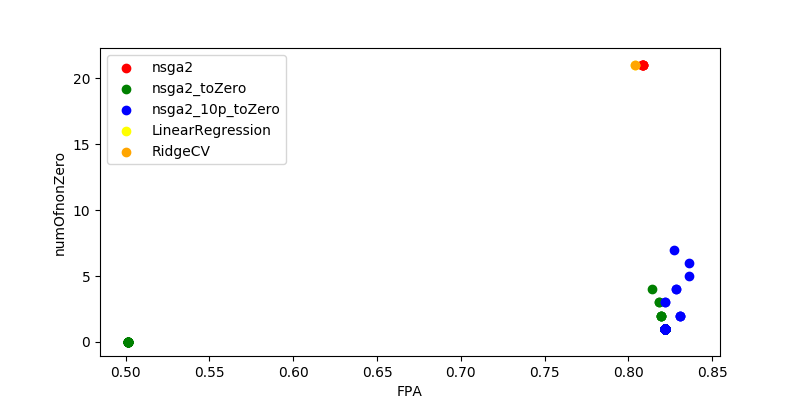 nsga2
nsga2_toZero
nsga2_10p_toZero
LinearRegression
RidgeCV
numOfnonZero
20
15
10
5
0
0.50 0.55 0.60 0.65 0.70 0.75 0.80 0.85
FPA